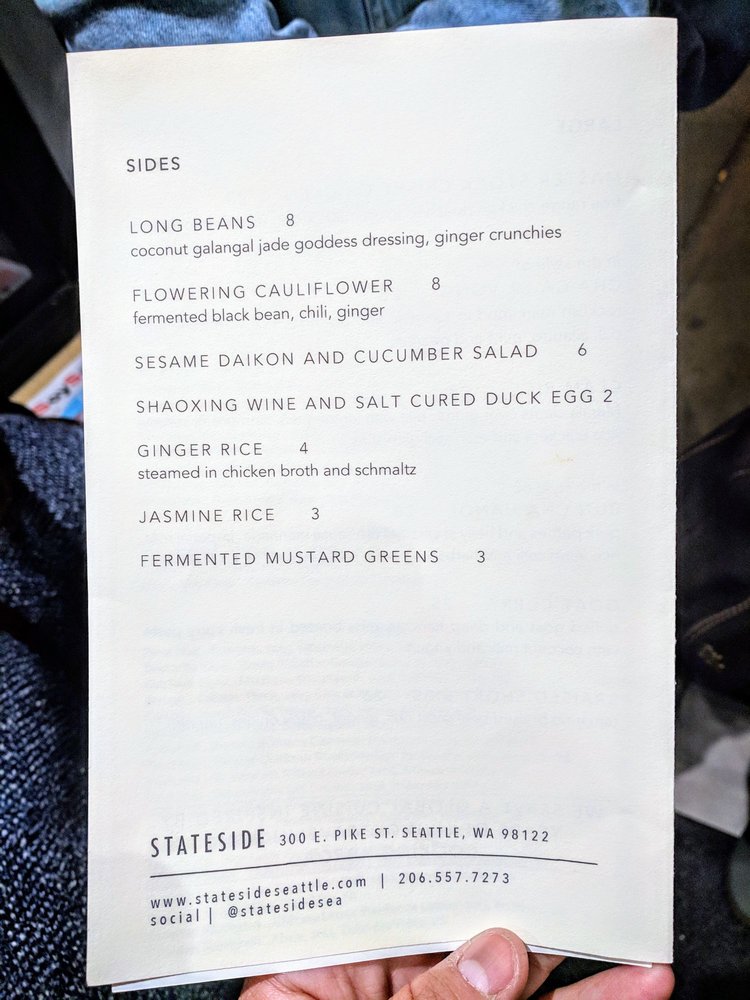 SIDES
LONG BEANS 8
coconut galangal jade goddess dressing, ginger crunchies
FLOWERING CAULIFLOWER 8
fermented black bean, chili, ginger
SESAME DAIKON AND CUCUMBER SALAD 6
SHAOXING WINE AND SALT CURED DUCK EGG 2
GINGER RICE 4
steamed in chicken broth and schmaltz
JASMINE RICE 3
FERMENTED MUSTARD GREENS 3
STATESIDE 300 E. PIKE ST. SEATTLE, WA 98122
www.statesideseattle.com | 206.557.7273
social | @statesidesea